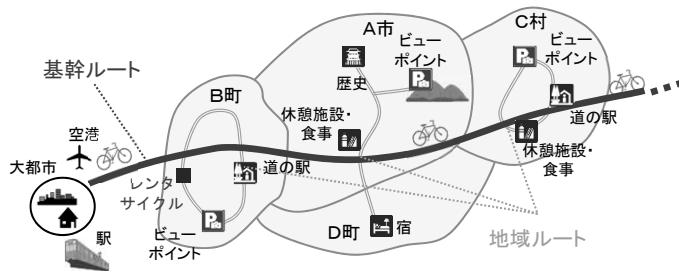 A市
C村
ビュー
ポイント
ビュー
ポイント
基幹ルート
歴史
B町
道の駅
休憩施設・
食事
空港
休憩施設・
食事
大都市
道の駅
レンタ
サイクル
宿
D町
駅
ビュー
ポイント
地域ルート